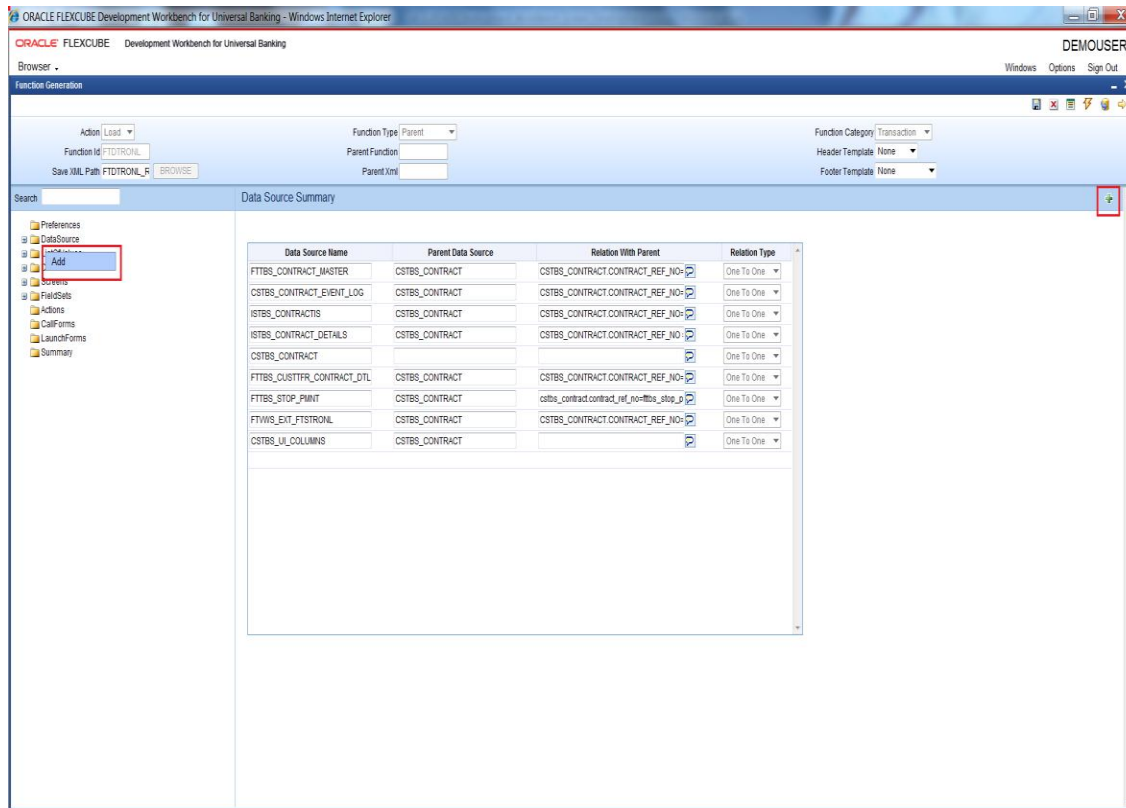 ORACLE FLEXCUBE Development Workbench for Universal Banking - Windows Internet Explorer
ORACLE FLEXCUBE Development Workbench for Universal Banking
DEMOUSER
Browser
Windows Options Sign Out
Function Generation
Action Load Function Type Parent Function Category Transaction
Function Id FTDTRONL Parent Function Header Template None
Save XML Path FTDTRONL_R BROWSE Parent Xml Footer Template None
Search Data Source Summary
Preferences
DataSource
Add
Screens
FieldSets
Actions
CallForms
LaunchForms
Summary
Data Source Name Parent Data Source Relation With Parent Relation Type
FTTBS_CONTRACT_MASTER CSTBS_CONTRACT CSTBS_CONTRACT.CONTRACT_REF_NO= One To One
CSTBS_CONTRACT_EVENT_LOG CSTBS_CONTRACT CSTBS_CONTRACT.CONTRACT_REF_NO= One To One
ISTBS_CONTRACTIS CSTBS_CONTRACT CSTBS_CONTRACT.CONTRACT_REF_NO= One To One
ISTBS_CONTRACT_DETAILS CSTBS_CONTRACT CSTBS_CONTRACT.CONTRACT_REF_NO = One To One
CSTBS_CONTRACT One To One
FTTBS_CUSTTFR_CONTRACT_DTL CSTBS_CONTRACT CSTBS_CONTRACT.CONTRACT_REF_NO= One To One
FTTBS_STOP_PMNT CSTBS_CONTRACT cstbs_contract.contract_ref_no=fttbs_stop_p One To One
FTVWS_EXT_FTSTRONL CSTBS_CONTRACT CSTBS_CONTRACT.CONTRACT_REF_NO= One To One
CSTBS_UI_COLUMNS CSTBS_CONTRACT One To One